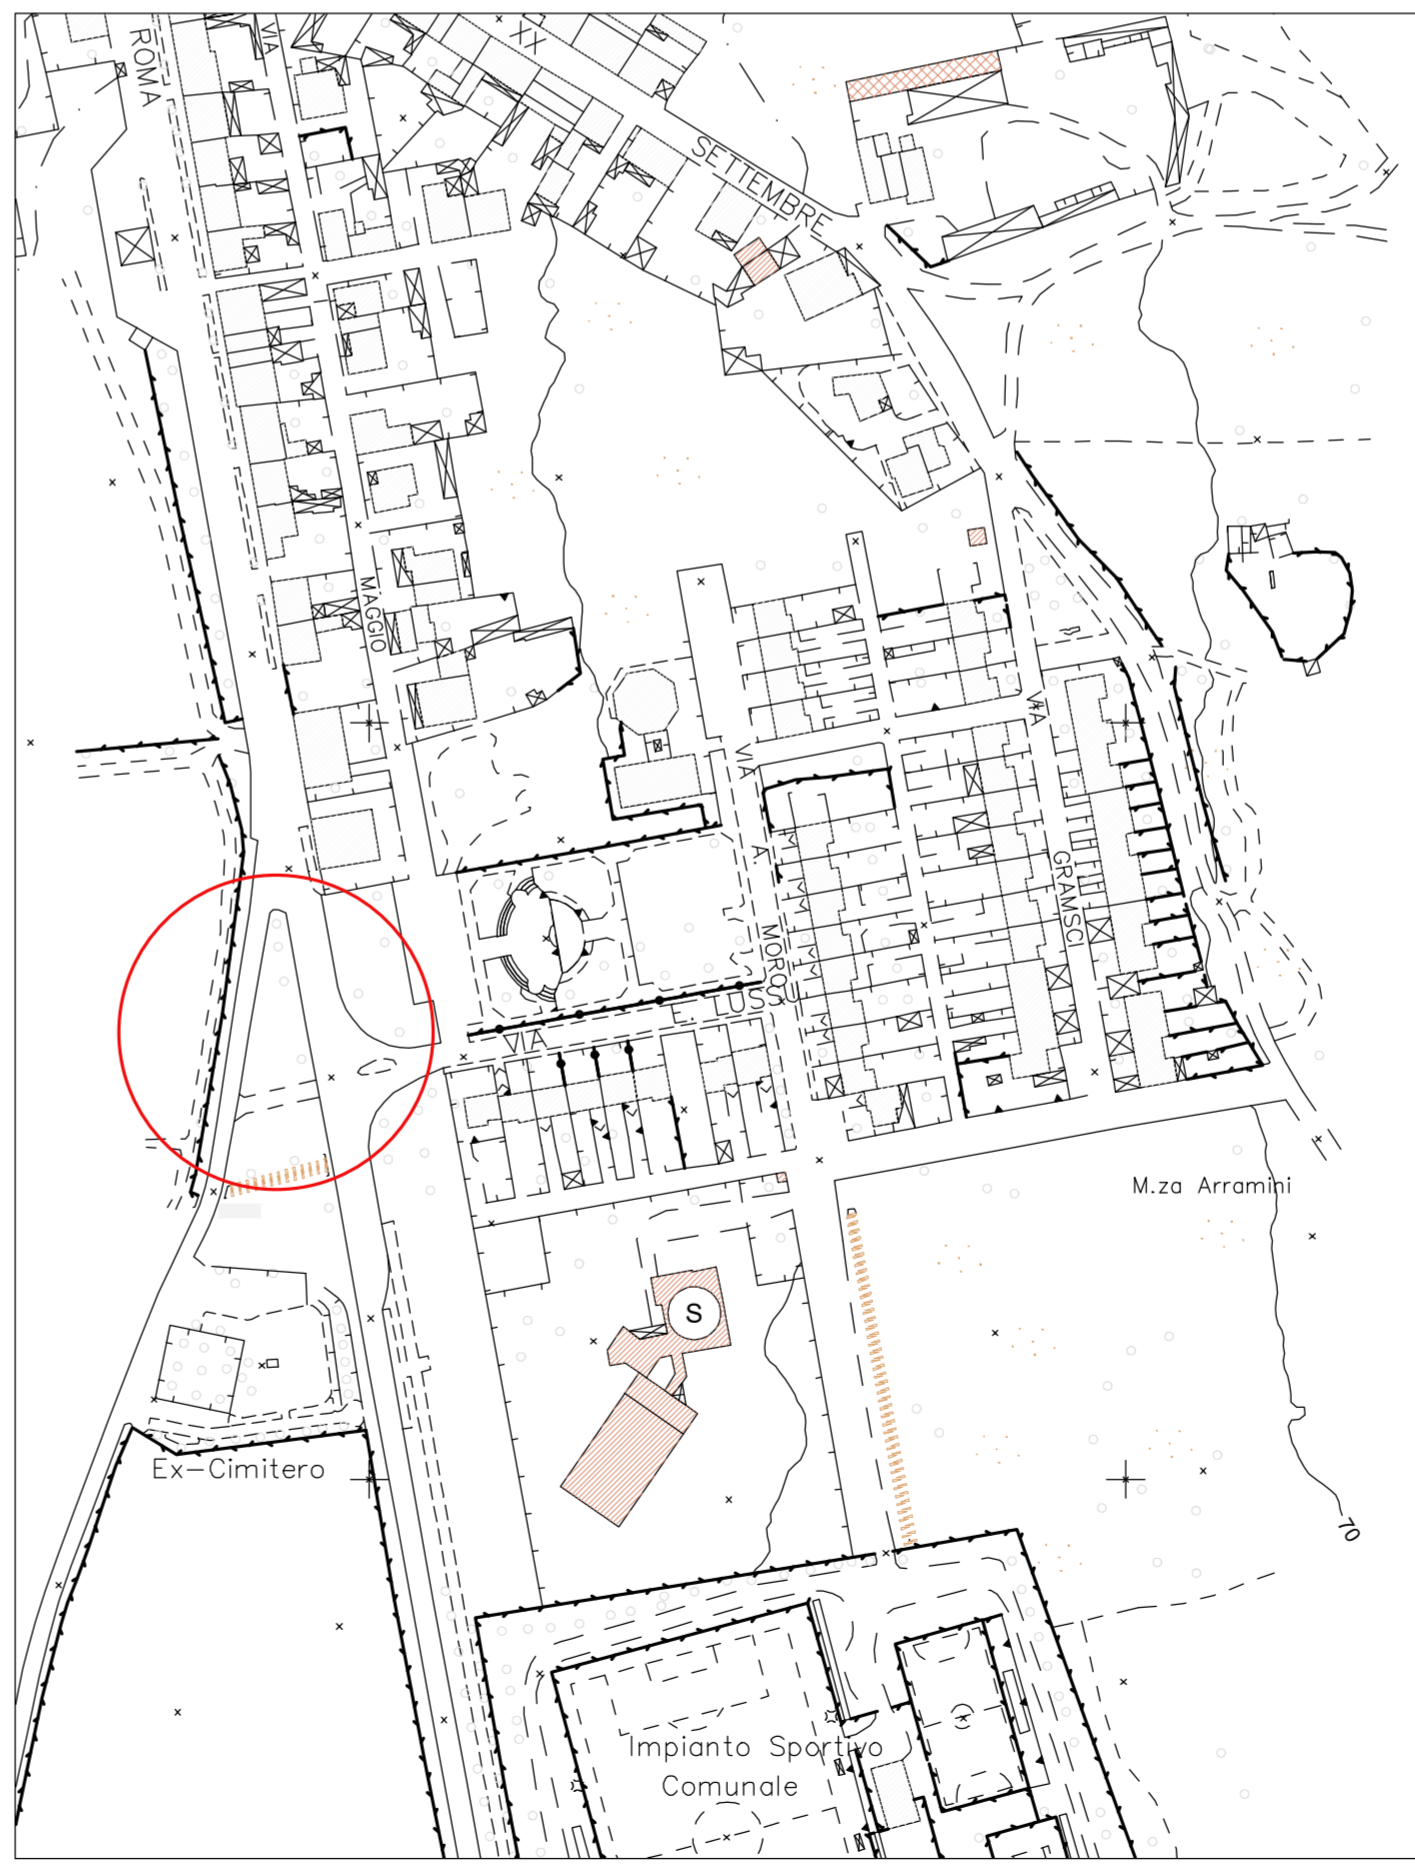 ROMA
VIA
XX
SETTEMBRE
MAGGIO
VIA
VIA
A.
MORO
GRAMSCI
VIA
E. LUSSU
M.za Arramini
S
Ex-Cimitero
70
Impianto Sportivo
Comunale